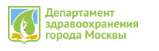 Департамент
здравоохранения
города Москвы